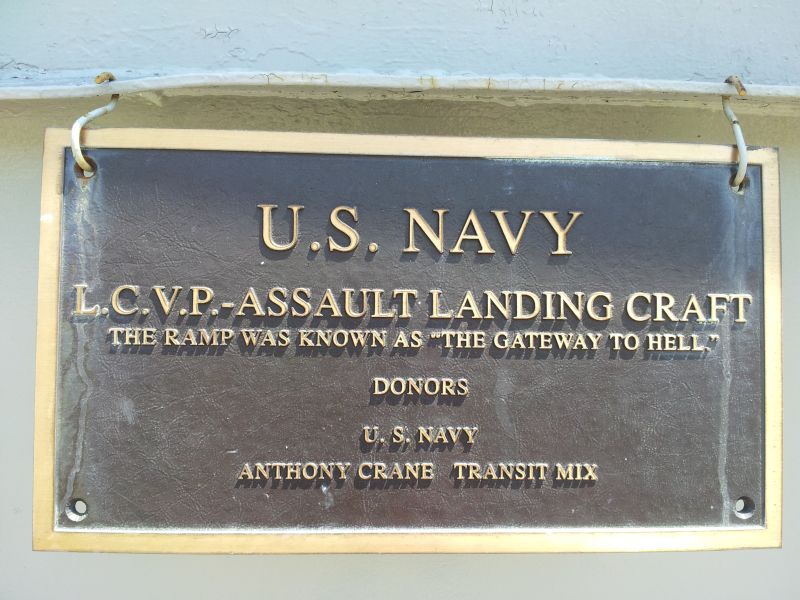 U.S. NAVY
L.C.V.P.-ASSAULT LANDING CRAFT
THE RAMP WAS KNOWN AS "THE GATEWAY TO HELL."
DONORS
U. S. NAVY
ANTHONY CRANE TRANSIT MIX